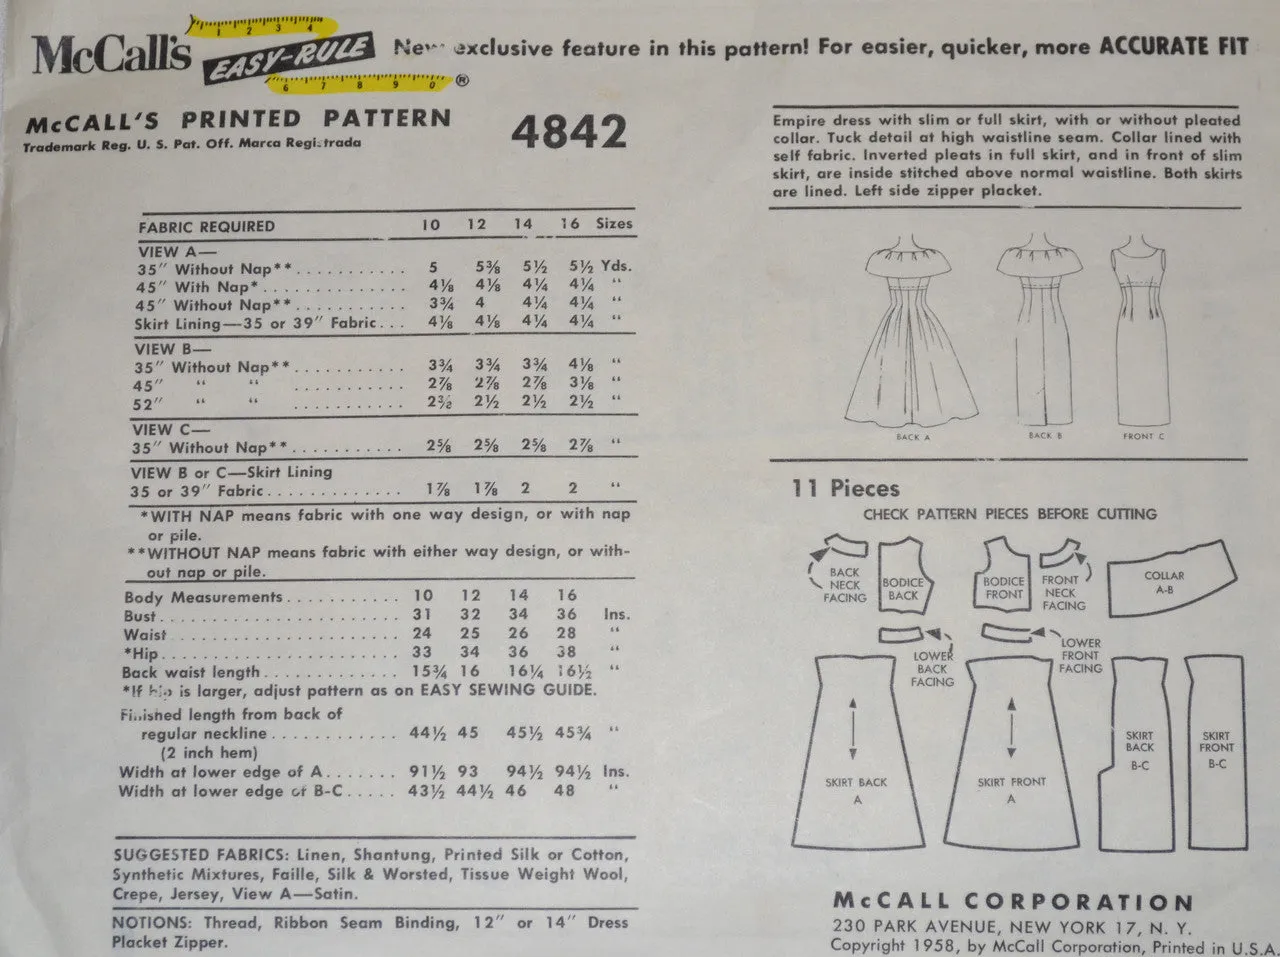 McCall's EASY-RULE ® New exclusive feature in this pattern! For easier, quicker, more ACCURATE FIT
1 2 3 4
6 7 8 9 0
McCALL'S PRINTED PATTERN 4842
Trademark Reg. U. S. Pat. Off. Marca Registrada
FABRIC REQUIRED 10 12 14 16 Sizes
VIEW A—
35″ Without Nap**........... 5 5⅜ 5½ 5½ Yds.
45″ With Nap*............. 4⅛ 4⅛ 4¼ 4¼ “
45″ Without Nap**........... 3¾ 4 4¼ 4¼ “
Skirt Lining—35 or 39″ Fabric... 4⅛ 4⅛ 4¼ 4¼ “
VIEW B—
35″ Without Nap**........... 3¾ 3¾ 3¾ 4⅛ “
45″ “ “ ........... 2⅞ 2⅞ 2⅞ 3⅛ “
52″ “ “ ........... 2½ 2½ 2½ “
VIEW C—
35″ Without Nap**........... 2⅝ 2⅝ 2⅝ 2⅞ “
VIEW B or C—Skirt Lining
35 or 39″ Fabric............. 1⅞ 1⅞ 2 2 “
*WITH NAP means fabric with one way design, or with nap
or pile.
**WITHOUT NAP means fabric with either way design, or with-
out nap or pile.
Body Measurements........... 10 12 14 16
Bust....................... 31 32 34 36 Ins.
Waist ...................... 24 25 26 28 “
*Hip....................... 33 34 36 38 “
Back waist length............. 15¾ 16 16¼ 16½ “
*If hip is larger, adjust pattern as on EASY SEWING GUIDE.
Finished length from back of
regular neckline............ 44½ 45 45½ 45¾ “
(2 inch hem)
Width at lower edge of A....... 91½ 93 94½ 94½ Ins.
Width at lower edge of B-C..... 43½ 44½ 46 48 “
SUGGESTED FABRICS: Linen, Shantung, Printed Silk or Cotton,
Synthetic Mixtures, Faille, Silk & Worsted, Tissue Weight Wool,
Crepe, Jersey, View A—Satin.
NOTIONS: Thread, Ribbon Seam Binding, 12″ or 14″ Dress
Placket Zipper.
Empire dress with slim or full skirt, with or without pleated
collar. Tuck detail at high waistline seam. Collar lined with
self fabric. Inverted pleats in full skirt, and in front of slim
skirt, are inside stitched above normal waistline. Both skirts
are lined. Left side zipper placket.
BACK A BACK B FRONT C
11 Pieces
CHECK PATTERN PIECES BEFORE CUTTING
BACK
NECK
FACING
BODICE
BACK
BODICE
FRONT
FRONT
NECK
FACING
COLLAR
A-B
LOWER
BACK
FACING
LOWER
FRONT
FACING
SKIRT BACK
A
SKIRT FRONT
A
SKIRT
BACK
B-C
SKIRT
FRONT
B-C
McCALL CORPORATION
230 PARK AVENUE, NEW YORK 17, N. Y.
Copyright 1958, by McCall Corporation, Printed in U.S.A.